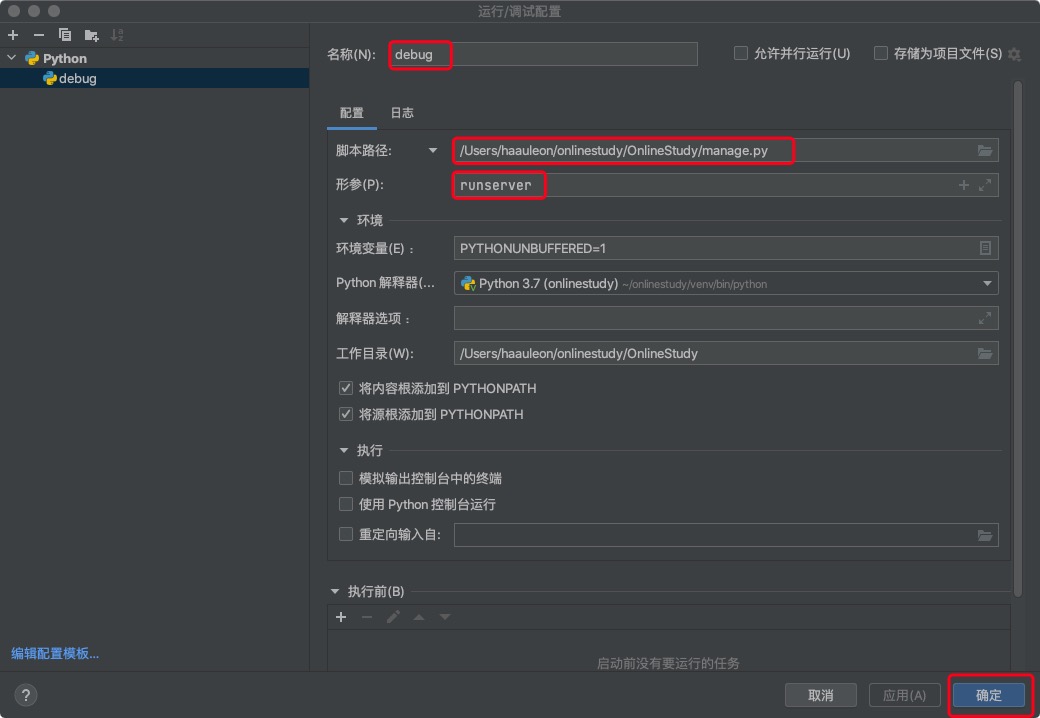 运行/调试配置
Python
debug
编辑配置模板...
名称(N): debug 允许并行运行(U) 存储为项目文件(S)
配置 日志
脚本路径: /Users/haauleon/onlinestudy/OnlineStudy/manage.py
形参(P): runserver
环境
环境变量(E) : PYTHONUNBUFFERED=1
Python 解释器(... Python 3.7 (onlinestudy) ~/onlinestudy/venv/bin/python
解释器选项 :
工作目录(W): /Users/haauleon/onlinestudy/OnlineStudy
将内容根添加到 PYTHONPATH
将源根添加到 PYTHONPATH
执行
模拟输出控制台中的终端
使用 Python 控制台运行
重定向输入自:
执行前(B)
启动前没有要运行的任务
? 取消 应用(A) 确定